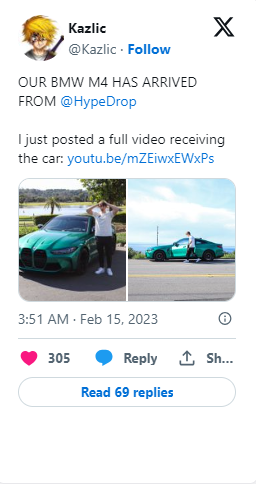 Kazlic
@Kazlic · Follow
OUR BMW M4 HAS ARRIVED
FROM @HypeDrop
I just posted a full video receiving
the car: youtu.be/mZEiwxEWxPs
3:51 AM · Feb 15, 2023
305 Reply Sh...
Read 69 replies